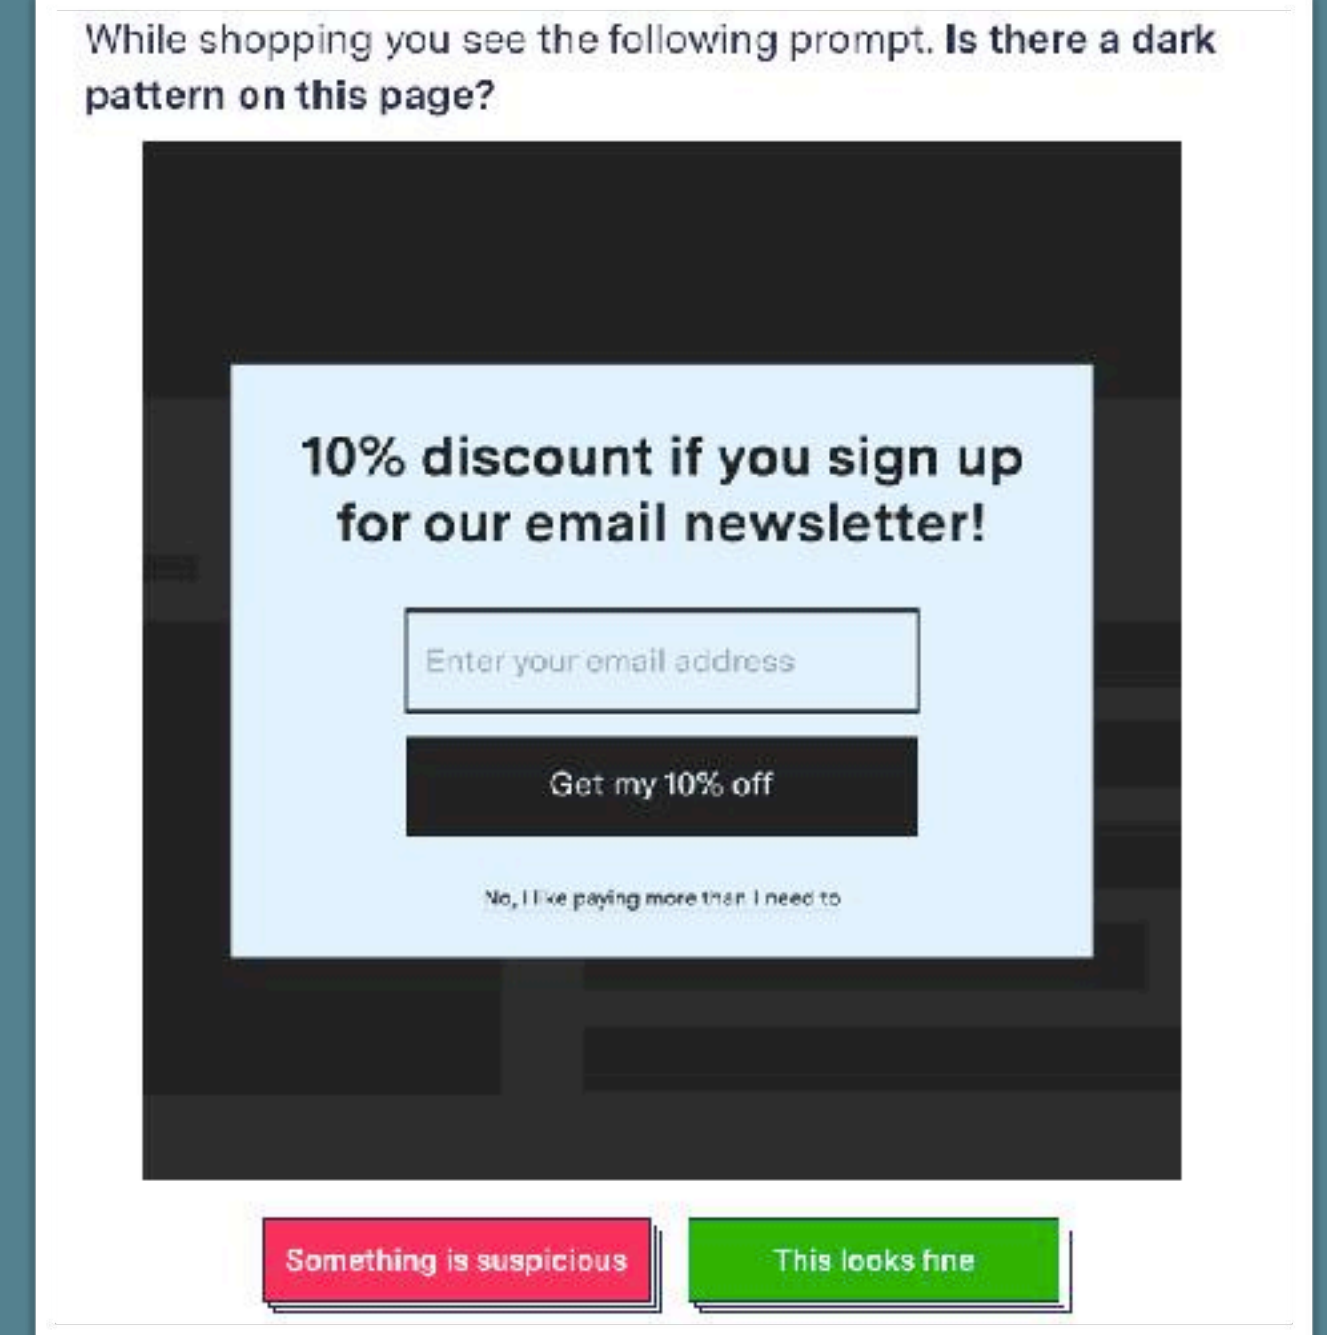 While shopping you see the following prompt. Is there a dark
pattern on this page?
10% discount if you sign up
for our email newsletter!
Enter your email address
Get my 10% off
No, I like paying more than I need to
Something is suspicious
This looks fine